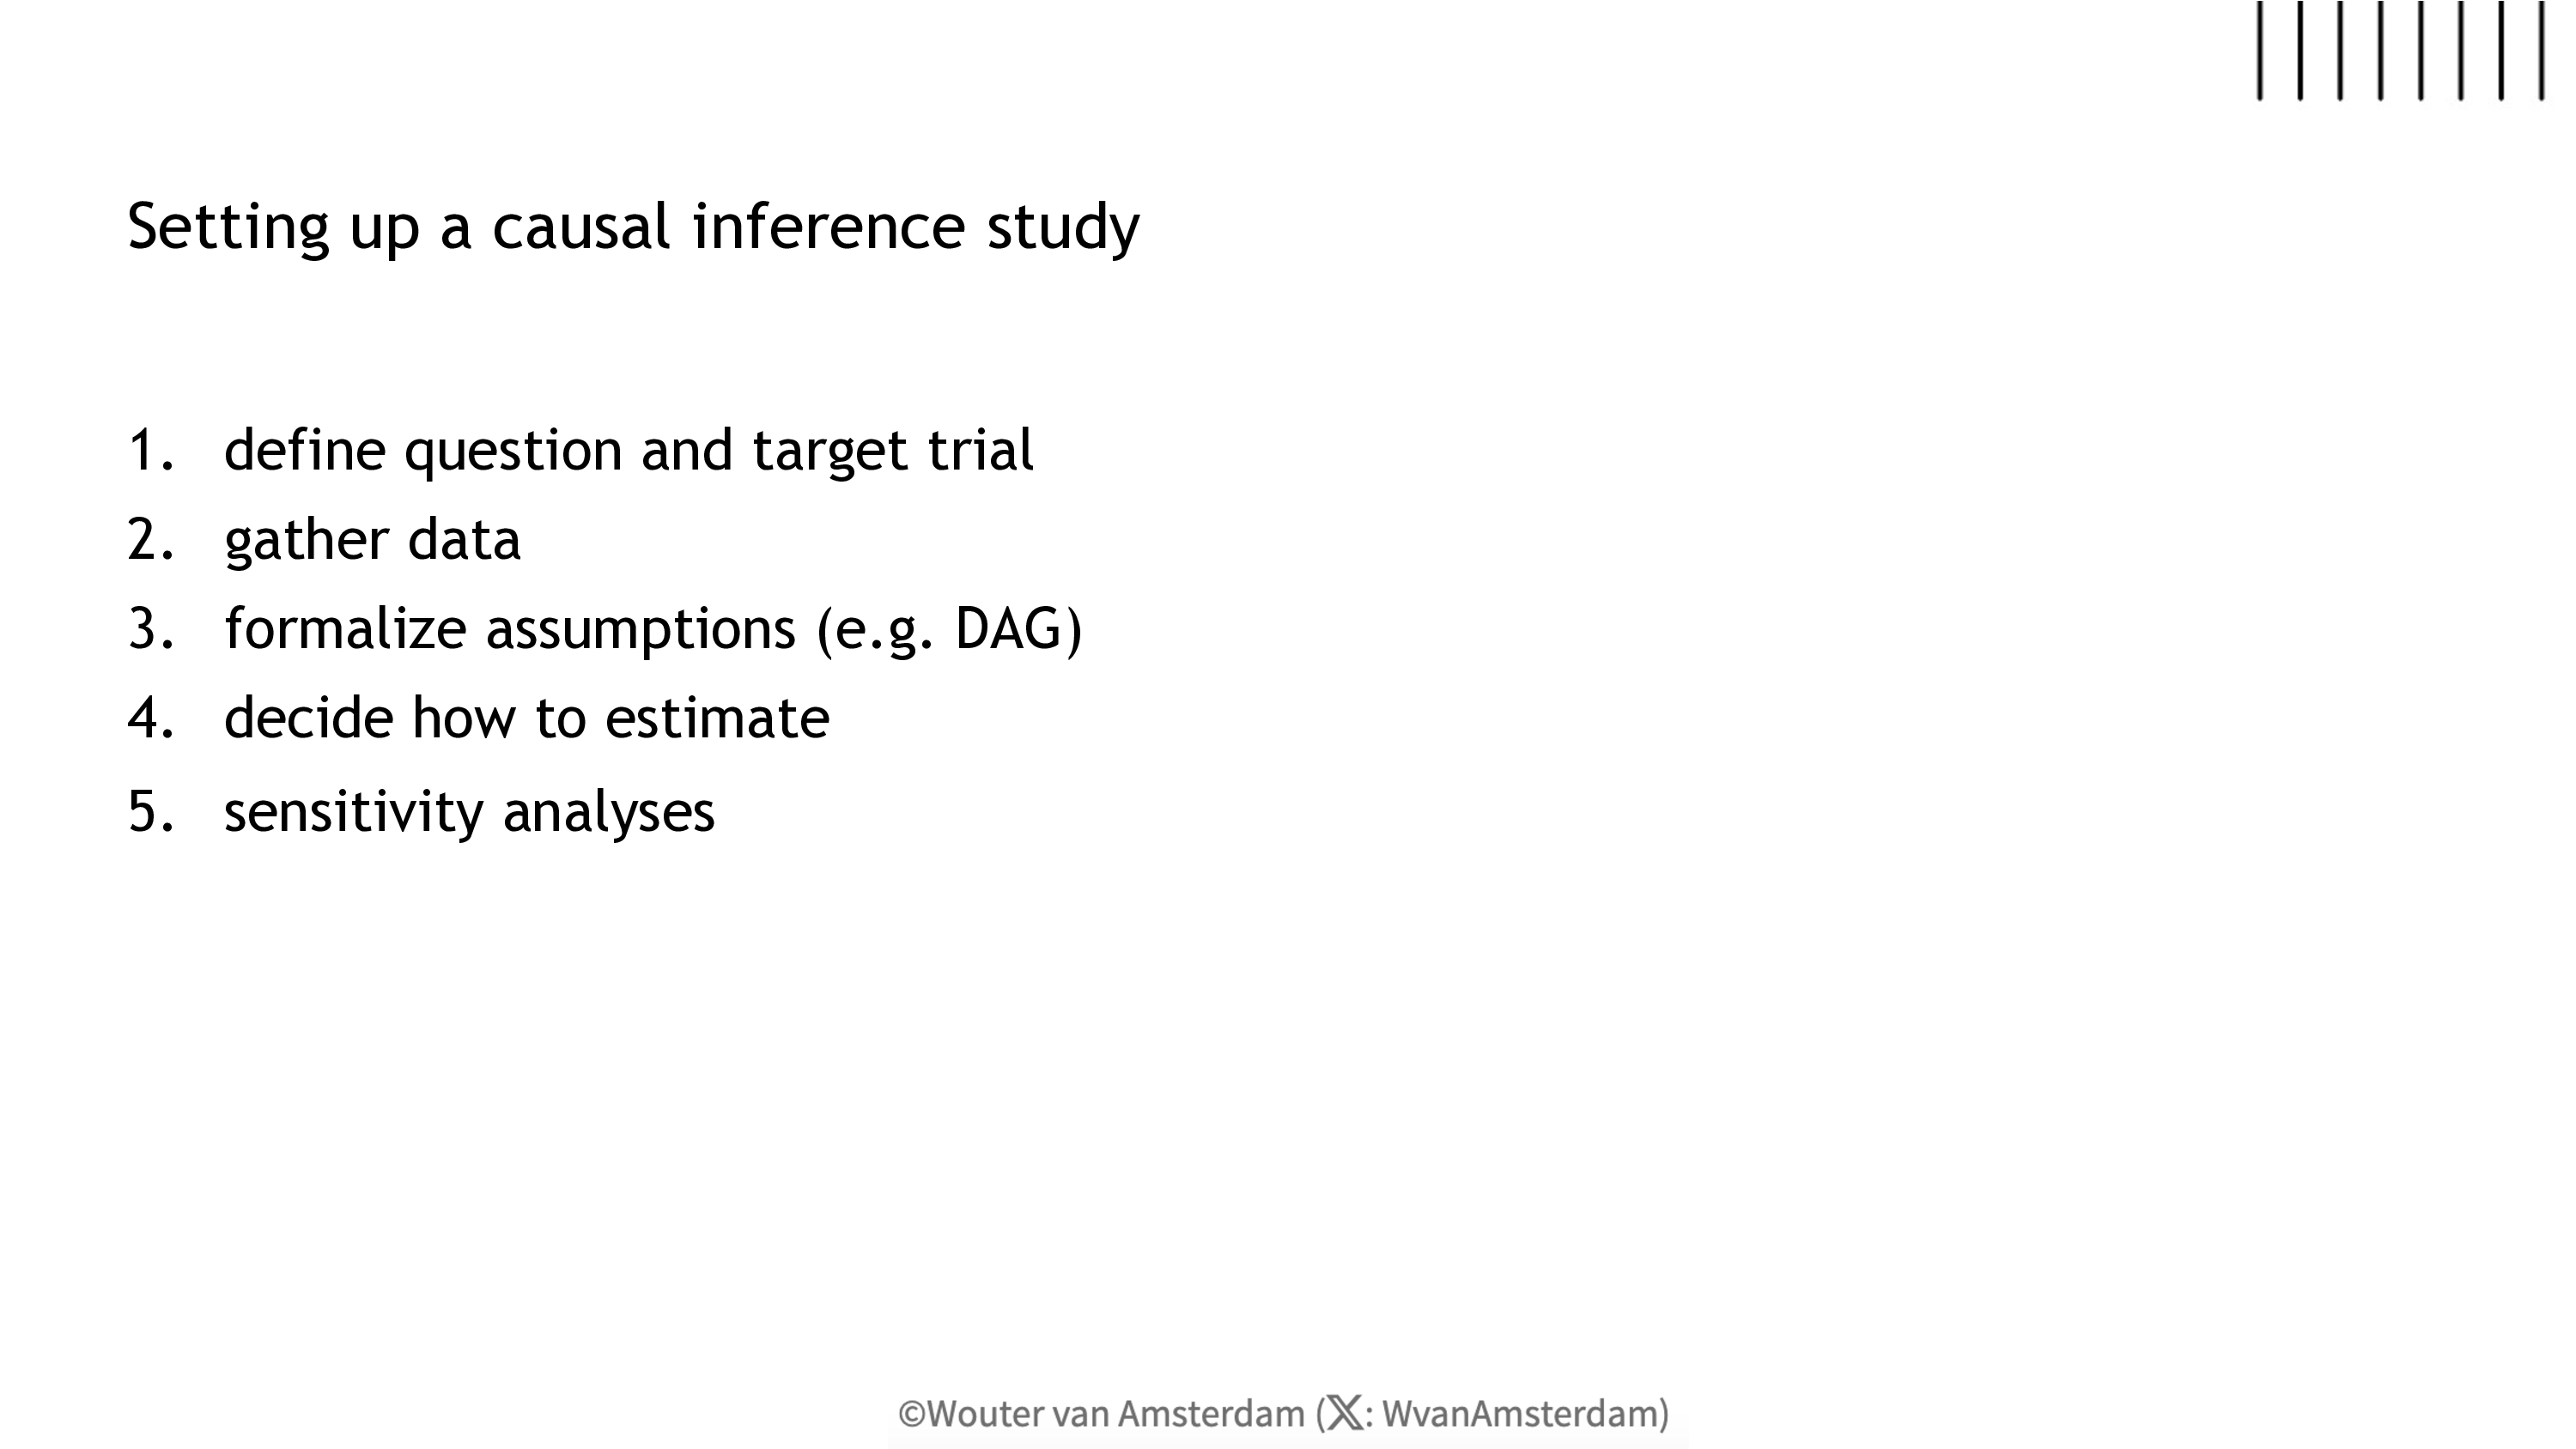 Setting up a causal inference study
1. define question and target trial
2. gather data
3. formalize assumptions (e.g. DAG)
4. decide how to estimate
5. sensitivity analyses
©Wouter van Amsterdam (𝕏: WvanAmsterdam)